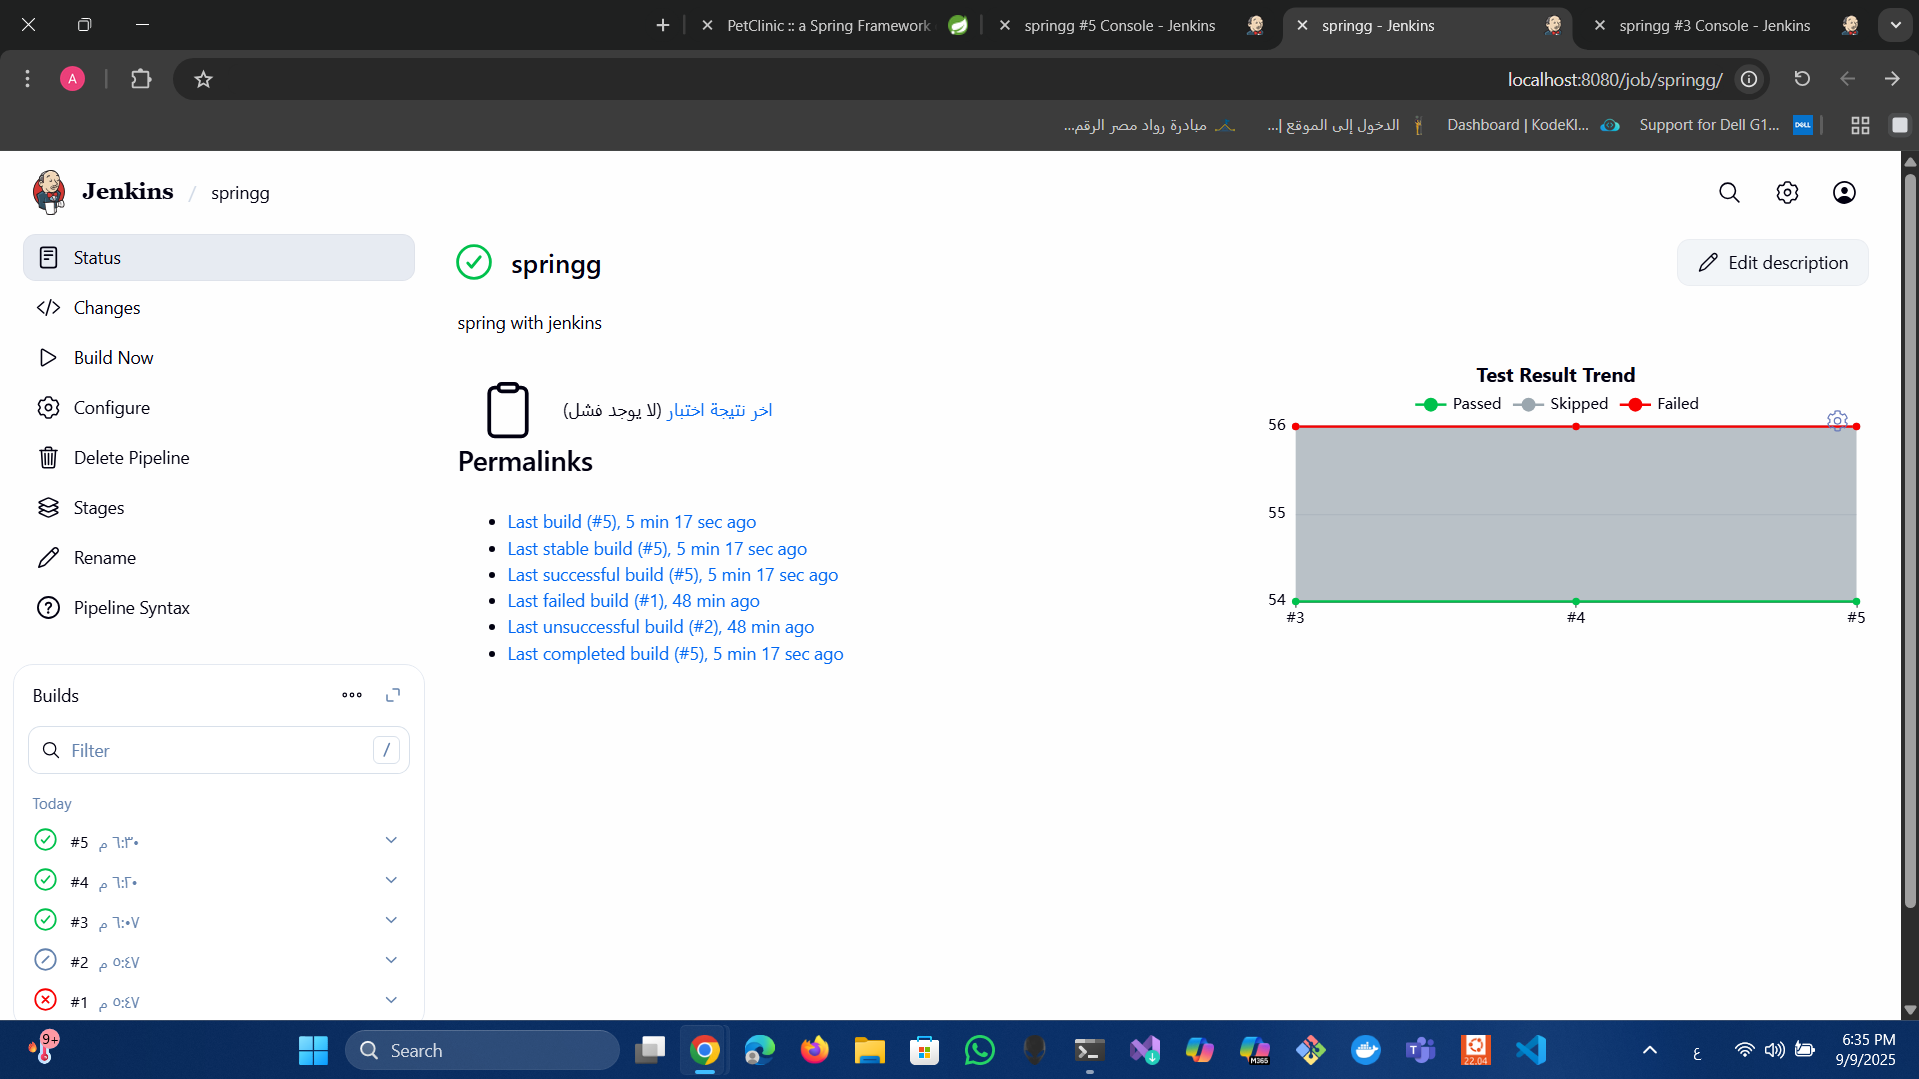 PetClinic :: a Spring Framework
springg #5 Console - Jenkins
springg - Jenkins
springg #3 Console - Jenkins
A
localhost:8080/job/springg/
مبادرة رواد مصر الرقم...
الدخول إلى الموقع |...
Dashboard | KodeKl...
Support for Dell G1...
DELL
Jenkins / springg
Status
Changes
Build Now
Configure
Delete Pipeline
Stages
Rename
Pipeline Syntax
Builds
Filter
/
Today
#5 ٦:٣٠ م
#4 ٦:٢٠ م
#3 ٦:٠٧ م
#2 ٥:٤٧ م
#1 ٥:٤٧ م
springg
Edit description
spring with jenkins
اخر نتيجة اختبار (لا يوجد فشل)
Permalinks
Last build (#5), 5 min 17 sec ago
Last stable build (#5), 5 min 17 sec ago
Last successful build (#5), 5 min 17 sec ago
Last failed build (#1), 48 min ago
Last unsuccessful build (#2), 48 min ago
Last completed build (#5), 5 min 17 sec ago
Test Result Trend
Passed Skipped Failed
56
55
54
#3 #4 #5
9+
Search
M365
22.04
ع
6:35 PM
9/9/2025